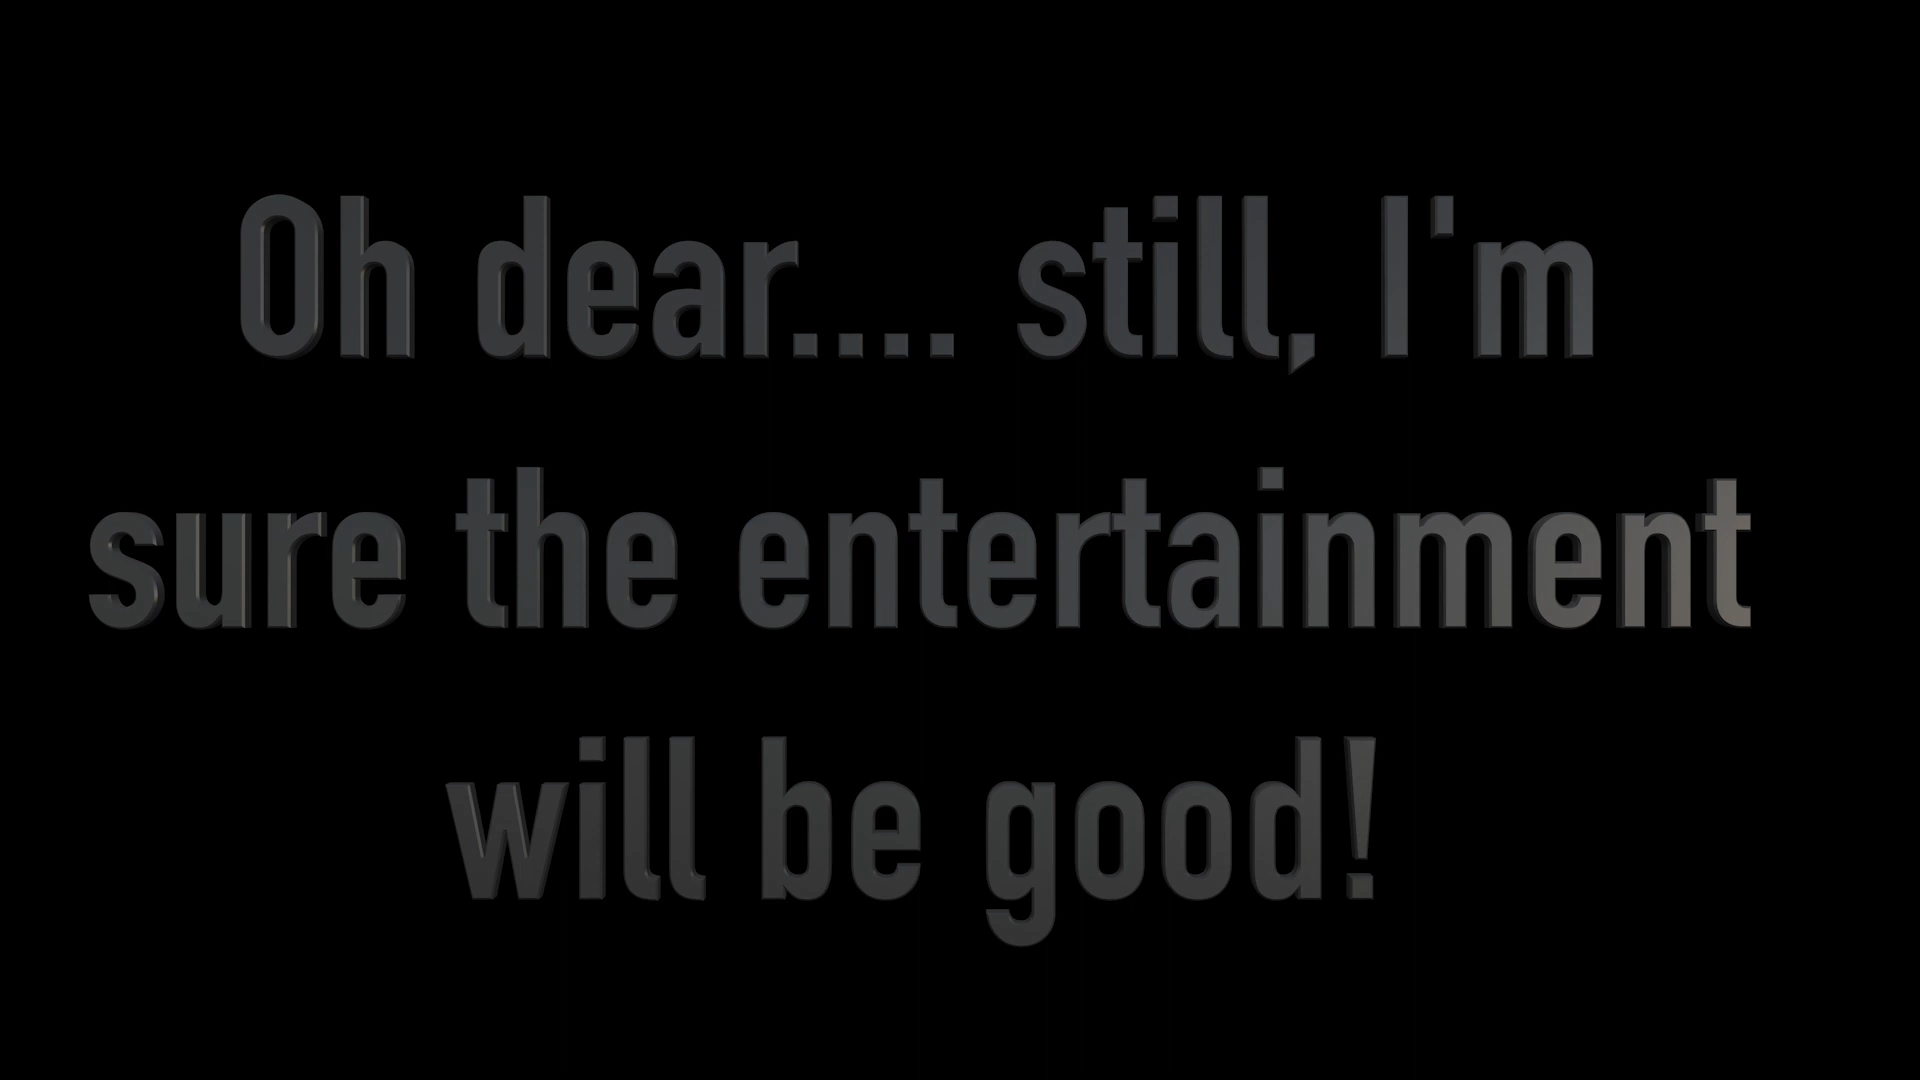 Oh dear.... still, I'm
sure the entertainment
will be good!